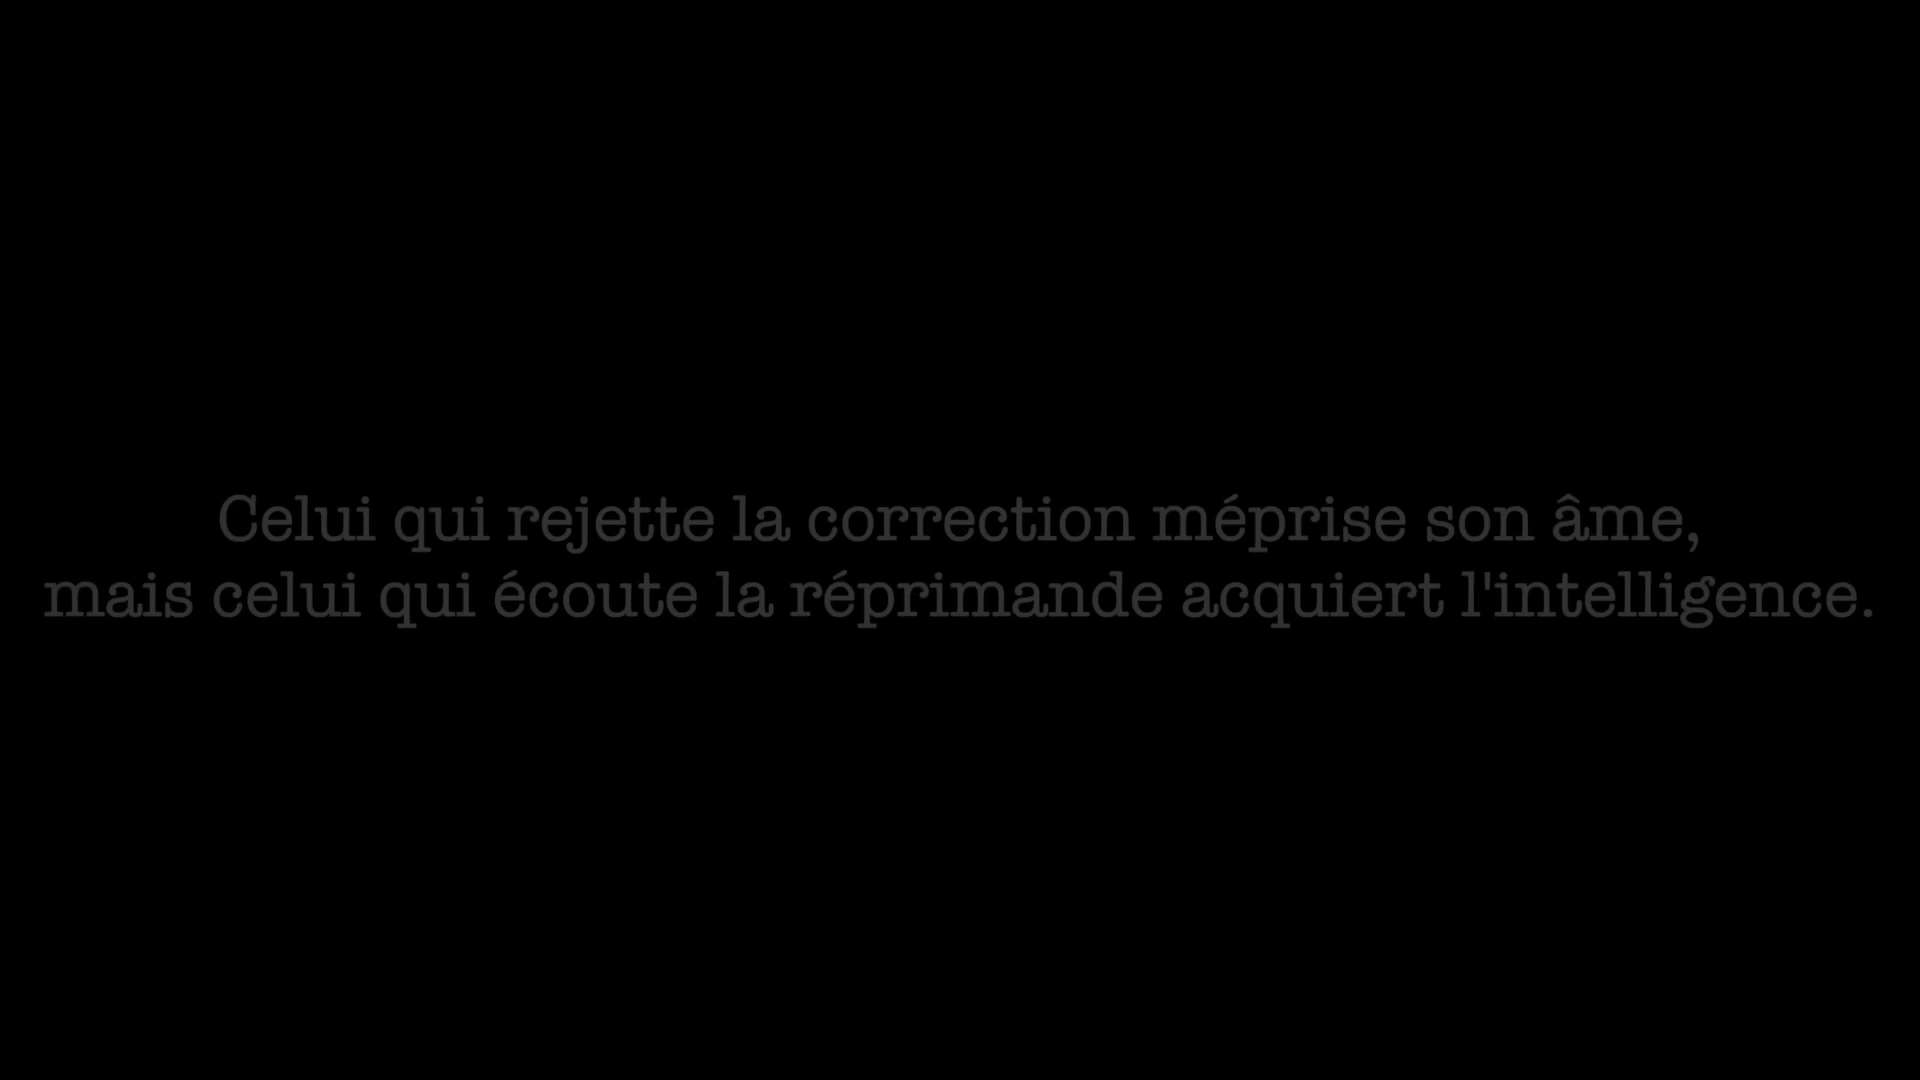 Celui qui rejette la correction méprise son âme,
mais celui qui écoute la réprimande acquiert l'intelligence.